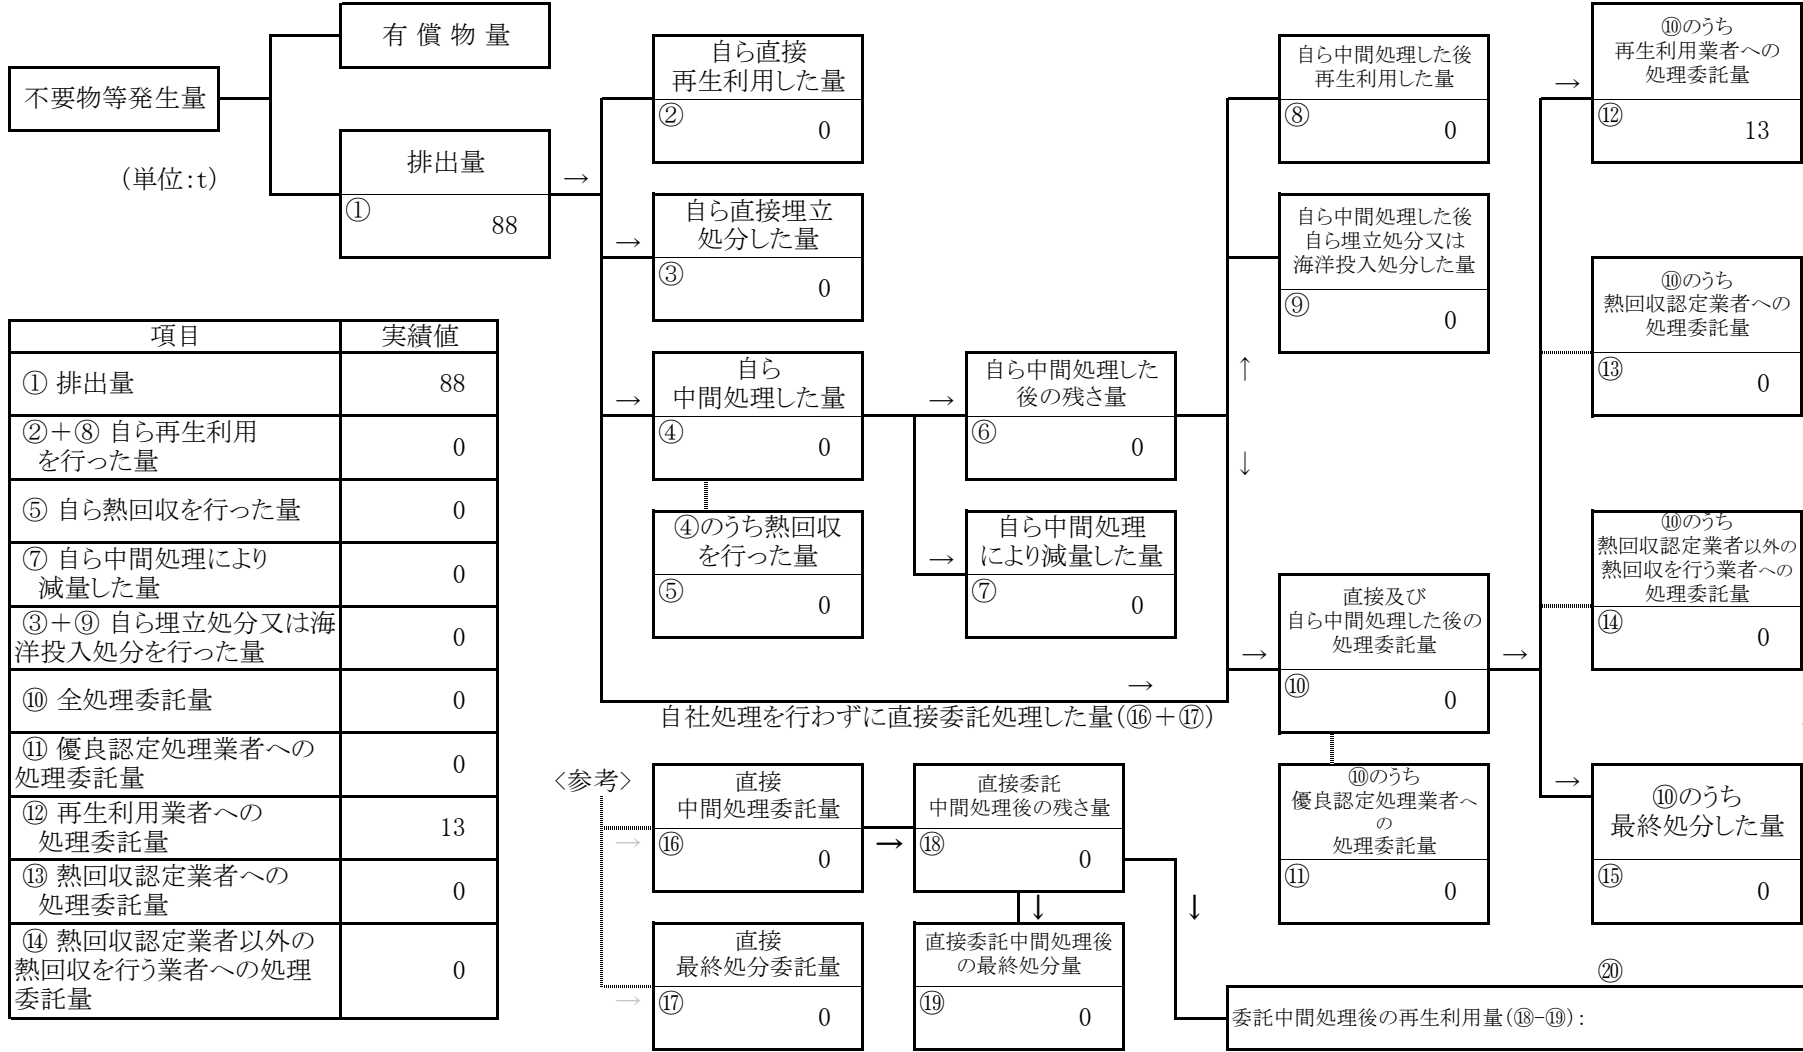 不要物等発生量
(単位:t)
有 償 物 量
排出量
①
88
→
自ら直接
再生利用した量
②
0
→
自ら直接埋立
処分した量
③
0
→
自ら
中間処理した量
④
0
④のうち熱回収
を行った量
⑤
0
→
自ら中間処理した
後の残さ量
⑥
0
→
自ら中間処理
により減量した量
⑦
0
自ら中間処理した後
再生利用した量
⑧
0
自ら中間処理した後
自ら埋立処分又は
海洋投入処分した量
⑨
0
↑
↓
→
直接及び
自ら中間処理した後の
処理委託量
⑩
0
→
自社処理を行わずに直接委託処理した量(⑯+⑰)
⑩のうち
優良認定処理業者へ
の
処理委託量
⑪
0
→
→
⑩のうち
再生利用業者への
処理委託量
⑫
13
⑩のうち
熱回収認定業者への
処理委託量
⑬
0
⑩のうち
熱回収認定業者以外の
熱回収を行う業者への
処理委託量
⑭
0
→
⑩のうち
最終処分した量
⑮
0
項目 実績値
① 排出量 88
②+⑧ 自ら再生利用
を行った量 0
⑤ 自ら熱回収を行った量 0
⑦ 自ら中間処理により
減量した量 0
③+⑨ 自ら埋立処分又は海
洋投入処分を行った量 0
⑩ 全処理委託量 0
⑪ 優良認定処理業者への
処理委託量 0
⑫ 再生利用業者への
処理委託量 13
⑬ 熱回収認定業者への
処理委託量 0
⑭ 熱回収認定業者以外の
熱回収を行う業者への処理
委託量 0
<参考>
→
直接
中間処理委託量
⑯
0
→
直接委託
中間処理後の残さ量
⑱
0
↓
↓
→
直接
最終処分委託量
⑰
0
直接委託中間処理後
の最終処分量
⑲
0
⑳
委託中間処理後の再生利用量(⑱-⑲):